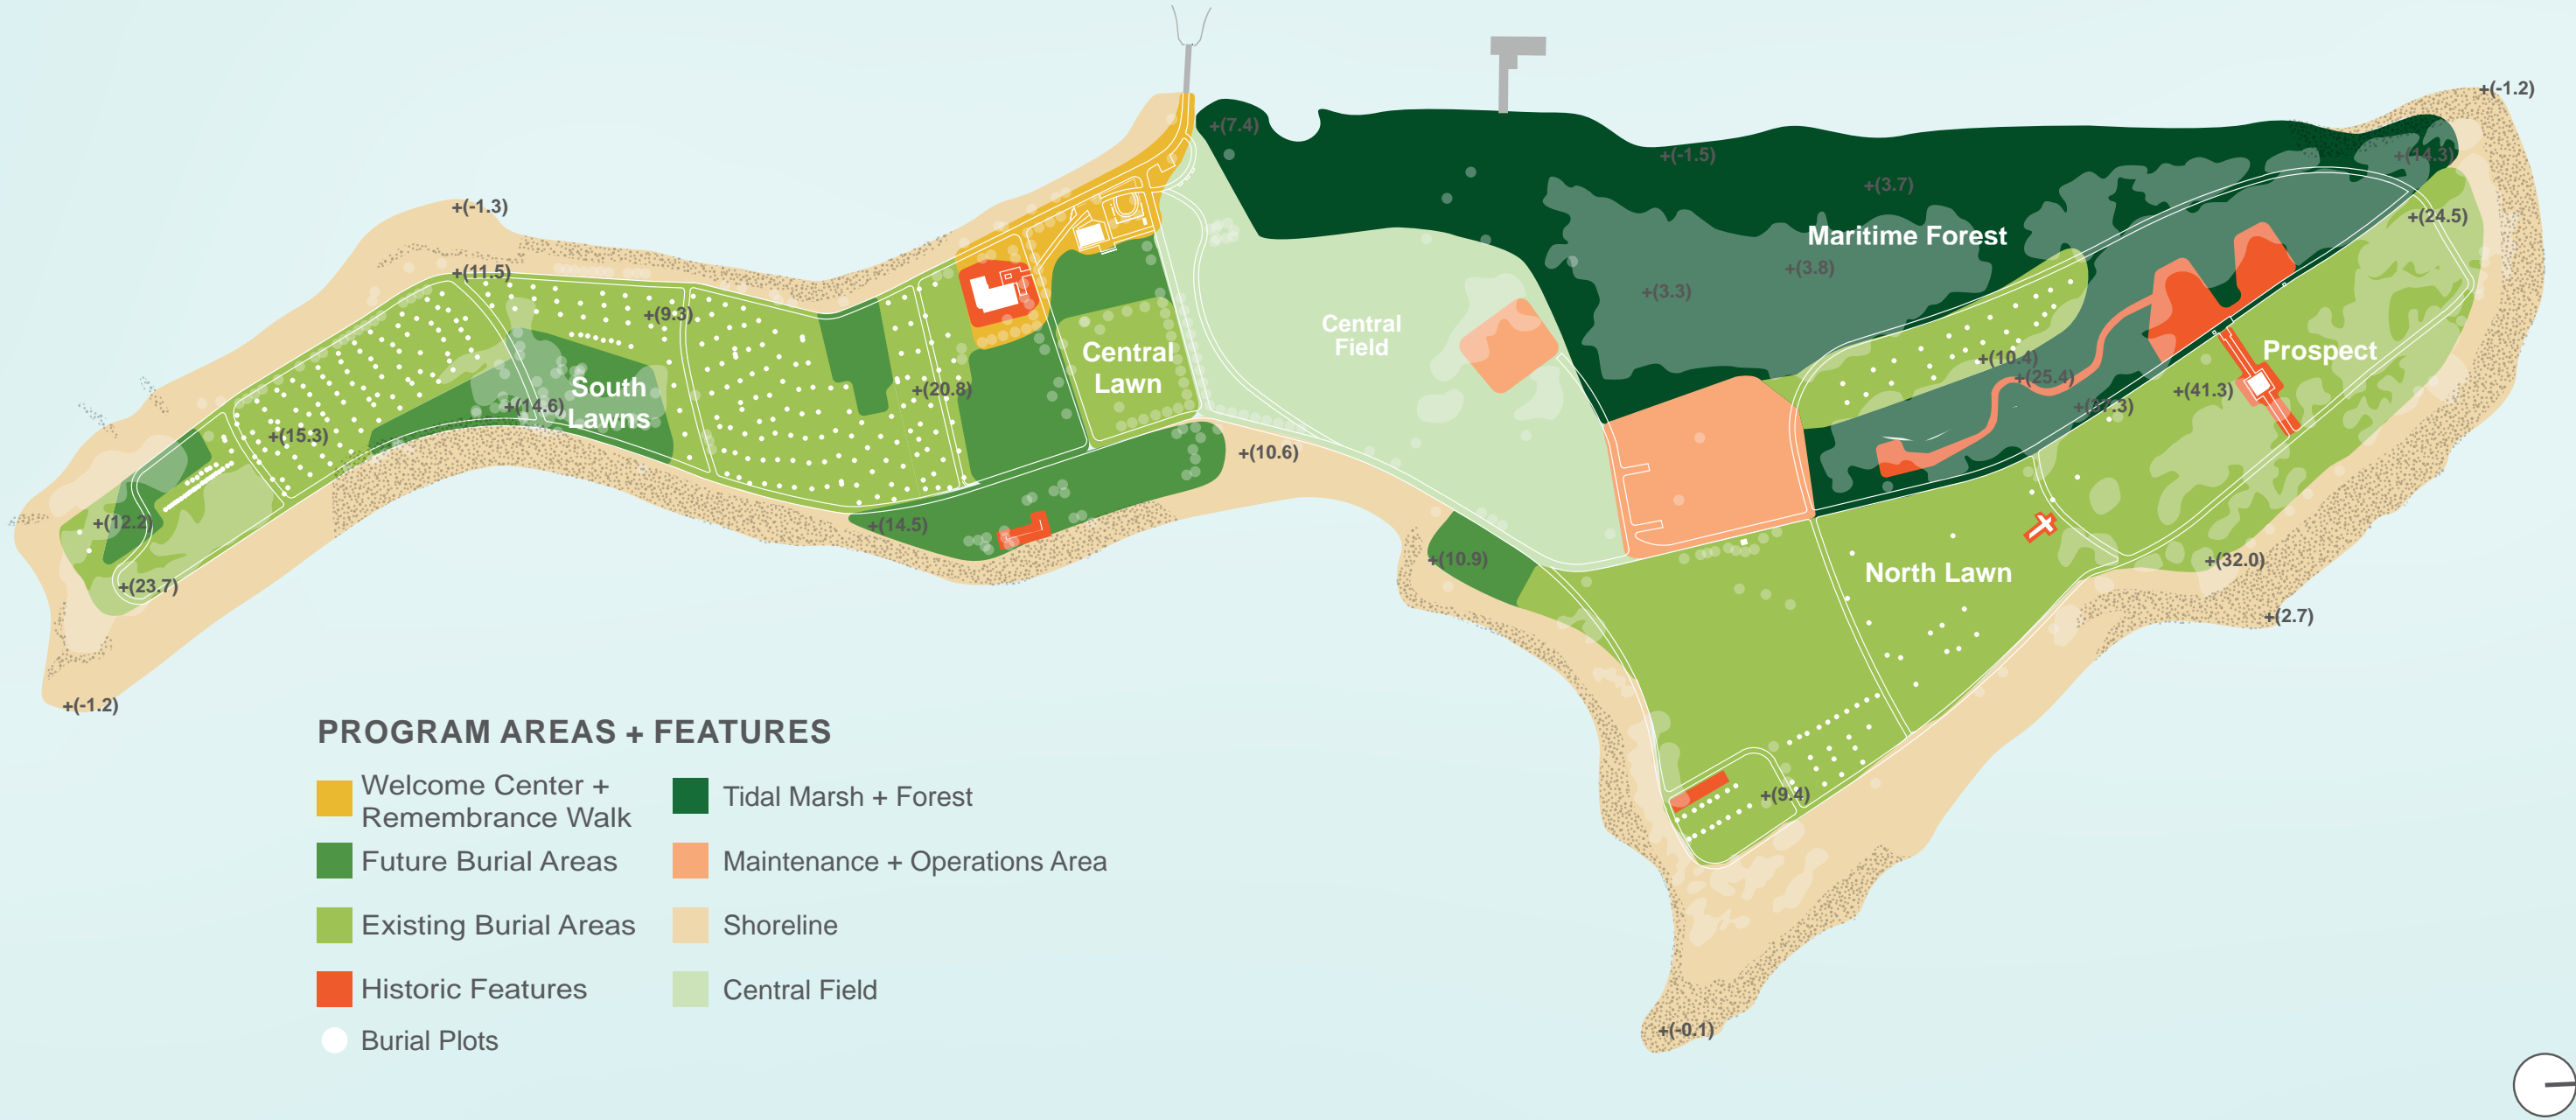 +(-1.2)
+(7.4)
+(-1.5)
+(14.3)
+(3.7)
+(-1.3)
+(24.5)
Maritime Forest
+(11.5)
+(3.8)
+(3.3)
+(9.3)
Central
Field
Central
Lawn
Prospect
+(10.4)
+(25.4)
South
Lawns
+(20.8)
+(41.3)
+(14.6)
+(37.3)
+(15.3)
+(10.6)
+(12.2)
+(14.5)
+(10.9)
+(32.0)
North Lawn
+(23.7)
+(2.7)
+(-1.2)
PROGRAM AREAS + FEATURES
Welcome Center +
Remembrance Walk
Future Burial Areas
Existing Burial Areas
Historic Features
Burial Plots
Tidal Marsh + Forest
Maintenance + Operations Area
Shoreline
Central Field
+(9.4)
+(-0.1)